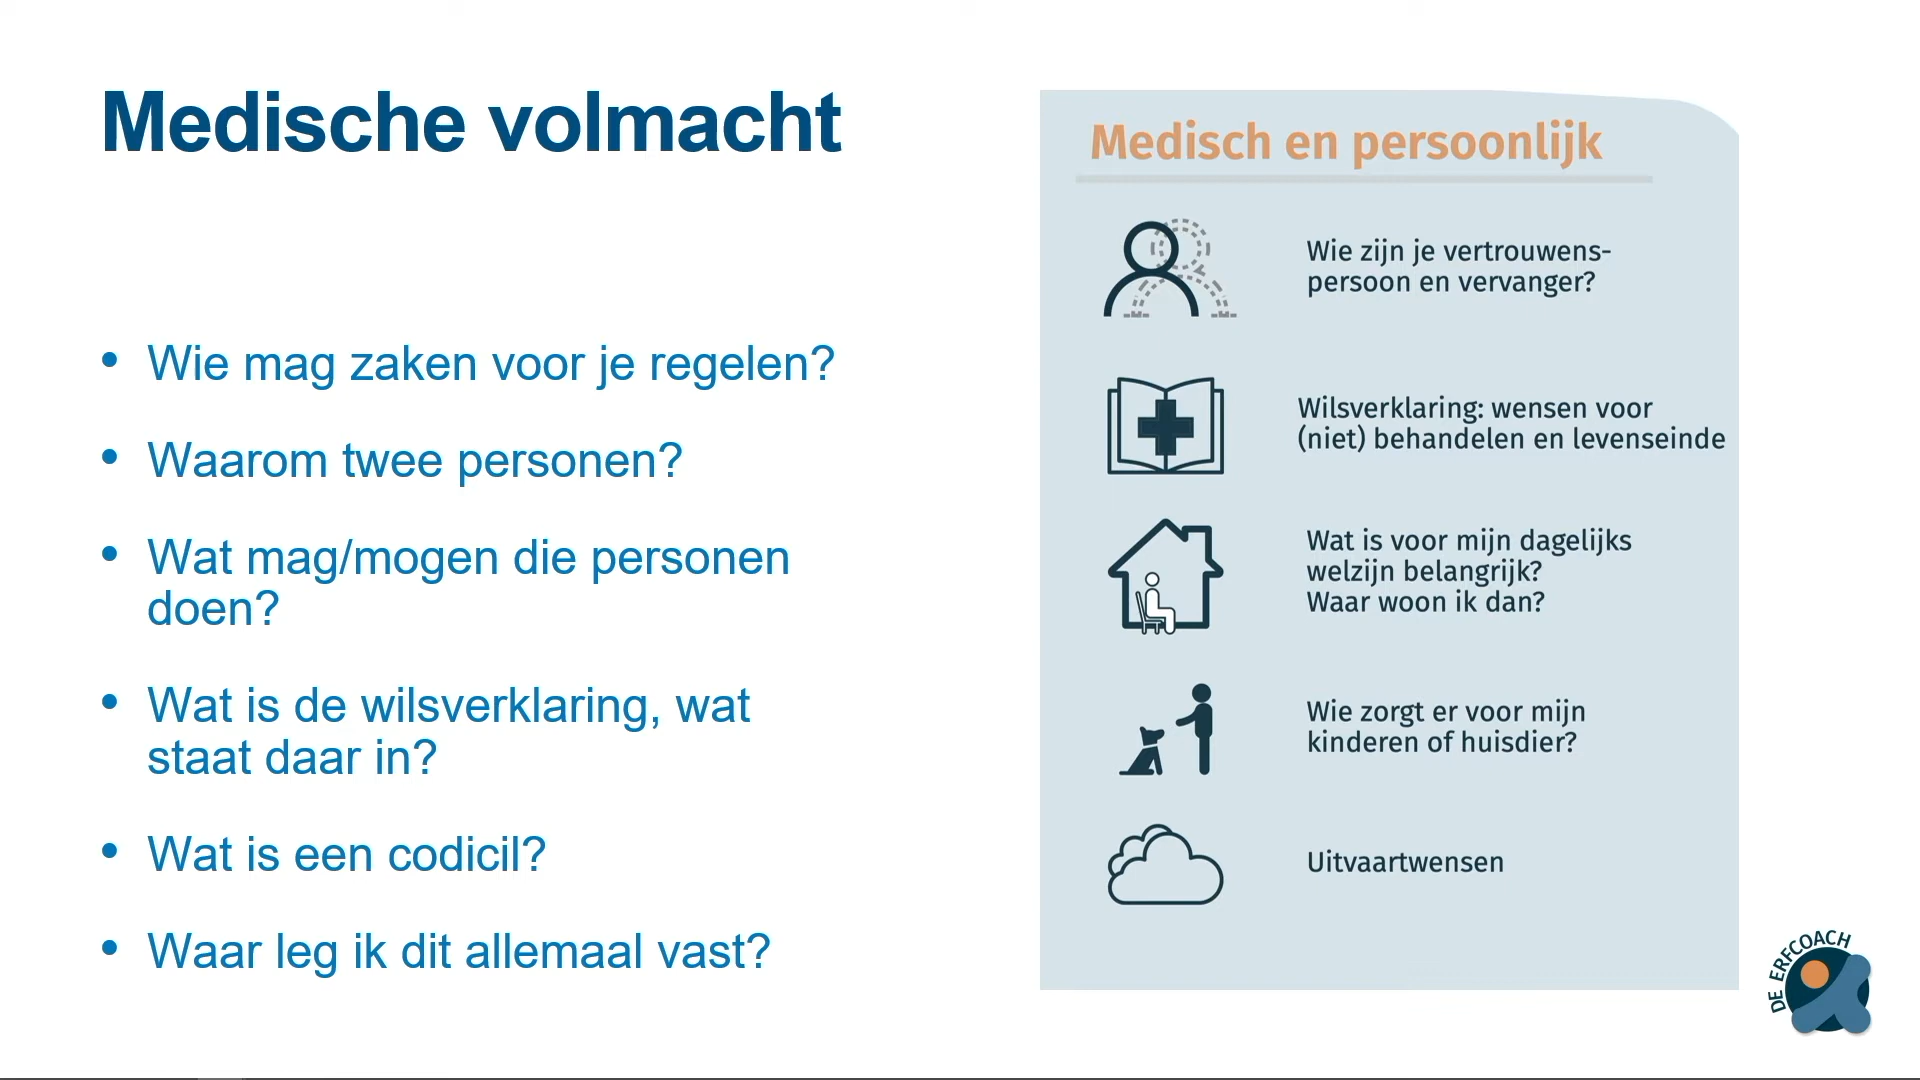 Medische volmacht
• Wie mag zaken voor je regelen?
• Waarom twee personen?
• Wat mag/mogen die personen
doen?
• Wat is de wilsverklaring, wat
staat daar in?
• Wat is een codicil?
• Waar leg ik dit allemaal vast?
Medisch en persoonlijk
Wie zijn je vertrouwens-
persoon en vervanger?
Wilsverklaring: wensen voor
(niet) behandelen en levenseinde
Wat is voor mijn dagelijks
welzijn belangrijk?
Waar woon ik dan?
Wie zorgt er voor mijn
kinderen of huisdier?
Uitvaartwensen
DE ERFCOACH